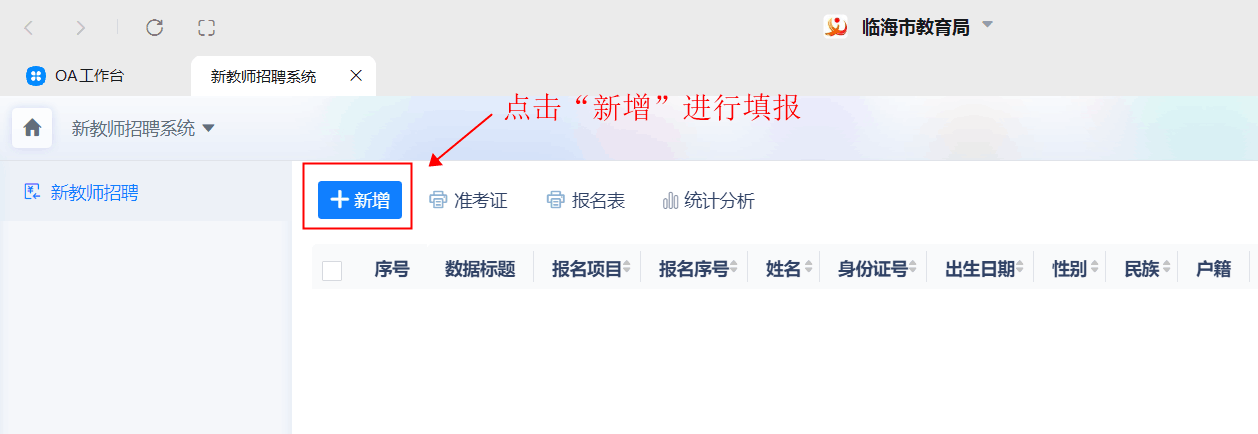 临海市教育局
OA工作台
新教师招聘系统
点击“新增”进行填报
新教师招聘系统
新教师招聘
新增 准考证 报名表 统计分析
序号 数据标题 报名项目 报名序号 姓名 身份证号 出生日期 性别 民族 户籍